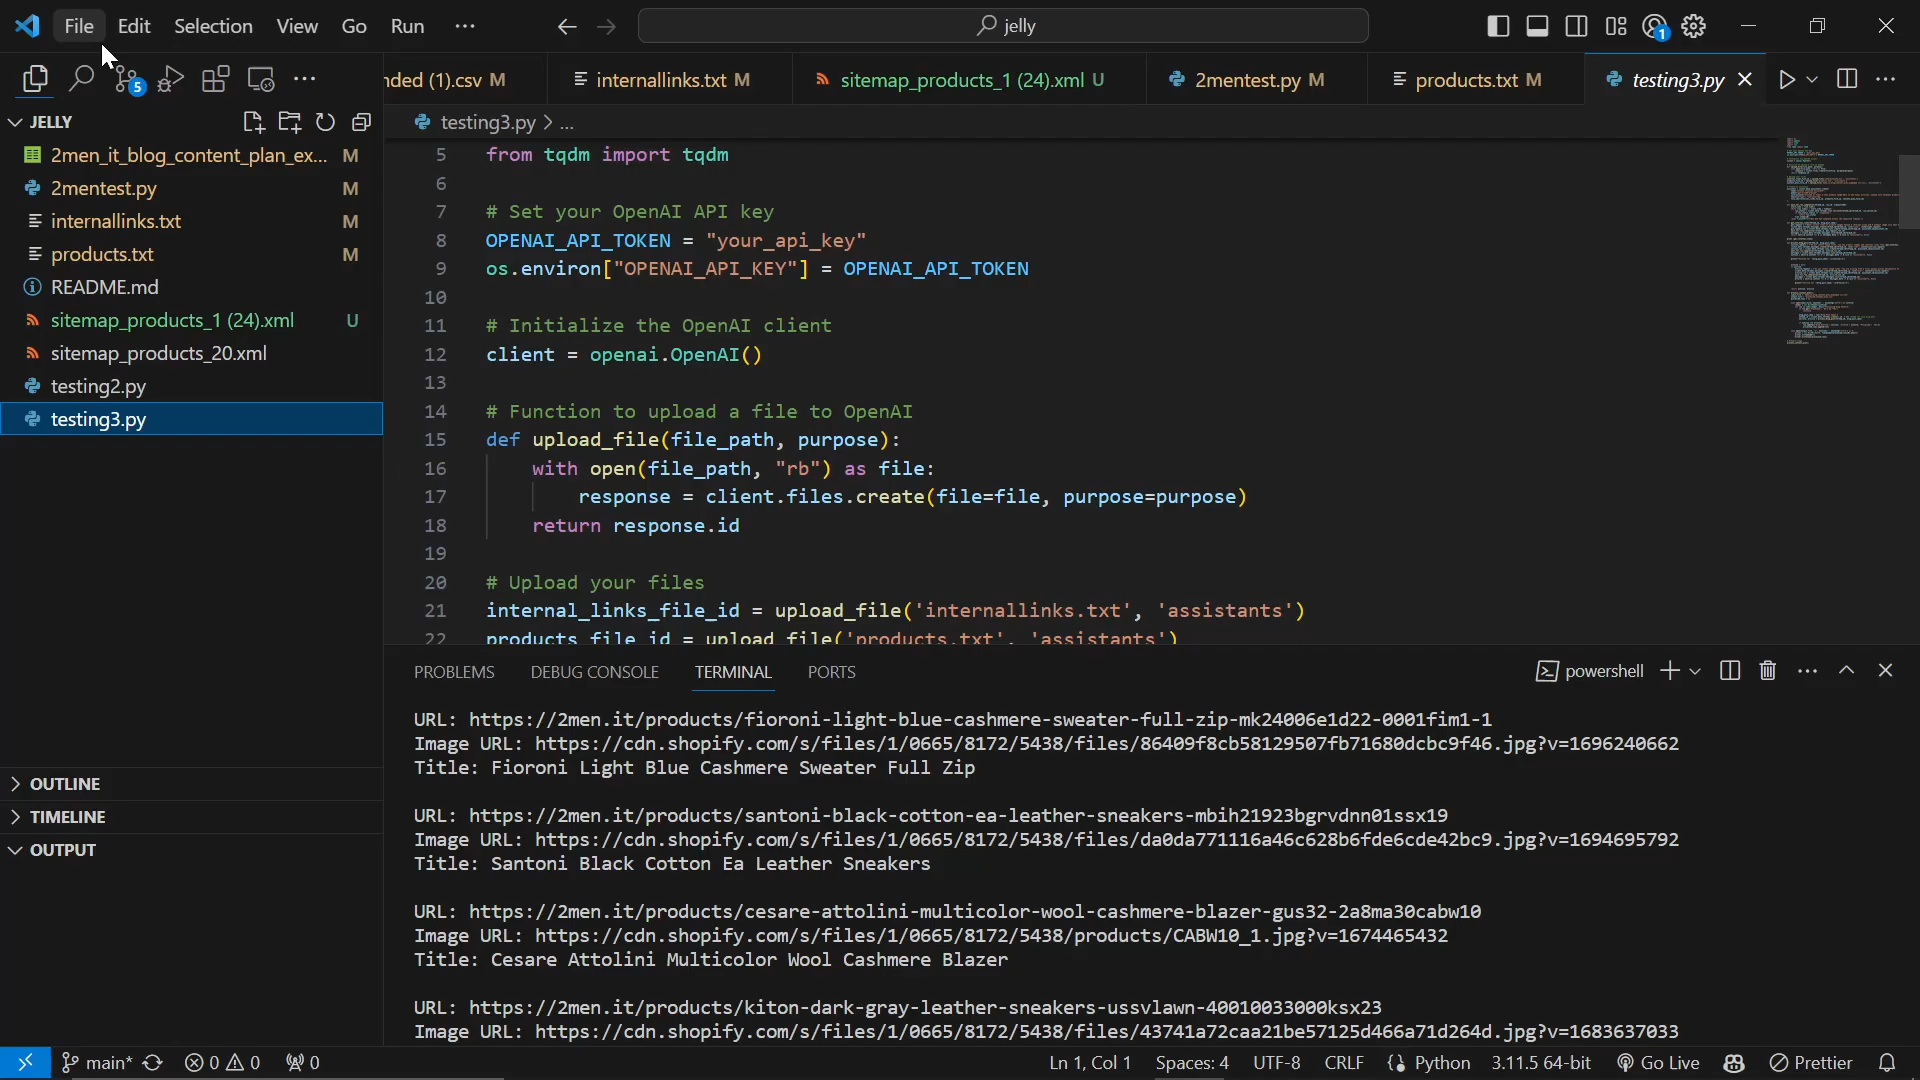 File Edit Selection View Go Run ...
jelly
1
5
nded (1).csv M
internallinks.txt M
sitemap_products_1 (24).xml U
2mentest.py M
products.txt M
testing3.py
JELLY
2men_it_blog_content_plan_ex... M
2mentest.py M
internallinks.txt M
products.txt M
README.md
sitemap_products_1 (24).xml U
sitemap_products_20.xml
testing2.py
testing3.py
OUTLINE
TIMELINE
OUTPUT
testing3.py > ...
5 from tqdm import tqdm
6
7 # Set your OpenAI API key
8 OPENAI_API_TOKEN = "your_api_key"
9 os.environ["OPENAI_API_KEY"] = OPENAI_API_TOKEN
10
11 # Initialize the OpenAI client
12 client = openai.OpenAI()
13
14 # Function to upload a file to OpenAI
15 def upload_file(file_path, purpose):
16 with open(file_path, "rb") as file:
17 response = client.files.create(file=file, purpose=purpose)
18 return response.id
19
20 # Upload your files
21 internal_links_file_id = upload_file('internallinks.txt', 'assistants')
22 products_file_id = upload_file('products.txt', 'assistants')
PROBLEMS DEBUG CONSOLE TERMINAL PORTS
powershell
URL: https://2men.it/products/fioroni-light-blue-cashmere-sweater-full-zip-mk24006e1d22-0001fim1-1
Image URL: https://cdn.shopify.com/s/files/1/0665/8172/5438/files/86409f8cb58129507fb71680dcbc9f46.jpg?v=1696240662
Title: Fioroni Light Blue Cashmere Sweater Full Zip
URL: https://2men.it/products/santoni-black-cotton-ea-leather-sneakers-mbih21923bgrvdnn01ssx19
Image URL: https://cdn.shopify.com/s/files/1/0665/8172/5438/files/da0da771116a46c628b6fde6cde42bc9.jpg?v=1694695792
Title: Santoni Black Cotton Ea Leather Sneakers
URL: https://2men.it/products/cesare-attolini-multicolor-wool-cashmere-blazer-gus32-2a8ma30cabw10
Image URL: https://cdn.shopify.com/s/files/1/0665/8172/5438/products/CABW10_1.jpg?v=1674465432
Title: Cesare Attolini Multicolor Wool Cashmere Blazer
URL: https://2men.it/products/kiton-dark-gray-leather-sneakers-ussvlawn-40010033000ksx23
Image URL: https://cdn.shopify.com/s/files/1/0665/8172/5438/files/43741a72caa21be57125d466a71d264d.jpg?v=1683637033
main* 0 0 0 Ln 1, Col 1 Spaces: 4 UTF-8 CRLF Python 3.11.5 64-bit Go Live Prettier